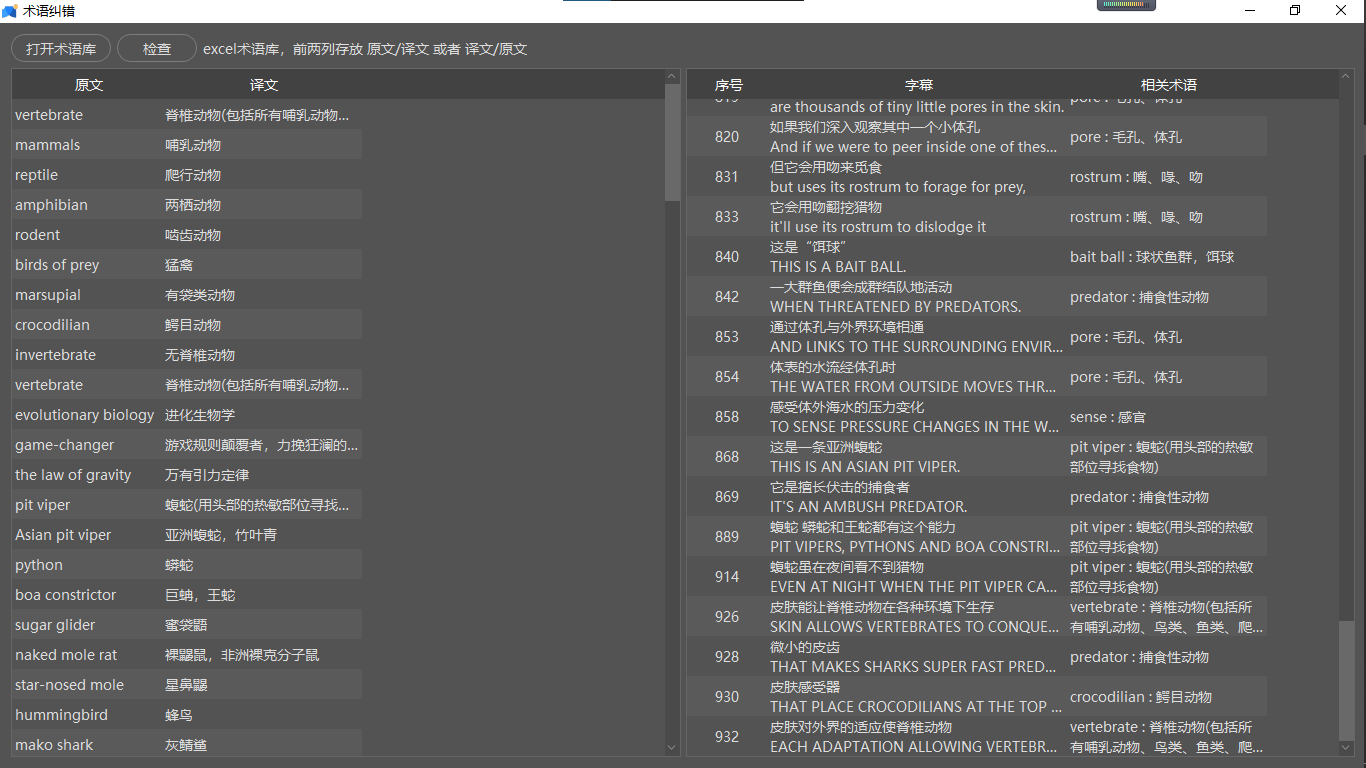 术语纠错
打开术语库 检查 excel术语库，前两列存放 原文/译文 或者 译文/原文
原文 译文
vertebrate 脊椎动物(包括所有哺乳动物...
mammals 哺乳动物
reptile 爬行动物
amphibian 两栖动物
rodent 啮齿动物
birds of prey 猛禽
marsupial 有袋类动物
crocodilian 鳄目动物
invertebrate 无脊椎动物
vertebrate 脊椎动物(包括所有哺乳动物...
evolutionary biology 进化生物学
game-changer 游戏规则颠覆者，力挽狂澜的...
the law of gravity 万有引力定律
pit viper 蝮蛇(用头部的热敏部位寻找...
Asian pit viper 亚洲蝮蛇，竹叶青
python 蟒蛇
boa constrictor 巨蚺，王蛇
sugar glider 蜜袋鼯
naked mole rat 裸鼹鼠，非洲裸克分子鼠
star-nosed mole 星鼻鼹
hummingbird 蜂鸟
mako shark 灰鲭鲨
序号 字幕 相关术语
819 are thousands of tiny little pores in the skin. pore : 毛孔、体孔
820 如果我们深入观察其中一个小体孔
And if we were to peer inside one of thes... pore : 毛孔、体孔
831 但它会用吻来觅食
but uses its rostrum to forage for prey, rostrum : 嘴、喙、吻
833 它会用吻翻挖猎物
it'll use its rostrum to dislodge it rostrum : 嘴、喙、吻
840 这是“饵球”
THIS IS A BAIT BALL. bait ball : 球状鱼群，饵球
842 一大群鱼便会成群结队地活动
WHEN THREATENED BY PREDATORS. predator : 捕食性动物
853 通过体孔与外界环境相通
AND LINKS TO THE SURROUNDING ENVIR... pore : 毛孔、体孔
854 体表的水流经体孔时
THE WATER FROM OUTSIDE MOVES THR... pore : 毛孔、体孔
858 感受体外海水的压力变化
TO SENSE PRESSURE CHANGES IN THE W... sense : 感官
868 这是一条亚洲蝮蛇
THIS IS AN ASIAN PIT VIPER. pit viper : 蝮蛇(用头部的热敏
部位寻找食物)
869 它是擅长伏击的捕食者
IT'S AN AMBUSH PREDATOR. predator : 捕食性动物
889 蝮蛇 蟒蛇和王蛇都有这个能力
PIT VIPERS, PYTHONS AND BOA CONSTRI... pit viper : 蝮蛇(用头部的热敏
部位寻找食物)
914 蝮蛇虽在夜间看不到猎物
EVEN AT NIGHT WHEN THE PIT VIPER CA... pit viper : 蝮蛇(用头部的热敏
部位寻找食物)
926 皮肤能让脊椎动物在各种环境下生存
SKIN ALLOWS VERTEBRATES TO CONQUE... vertebrate : 脊椎动物(包括所
有哺乳动物、鸟类、鱼类、爬...
928 微小的皮齿
THAT MAKES SHARKS SUPER FAST PRED... predator : 捕食性动物
930 皮肤感受器
THAT PLACE CROCODILIANS AT THE TOP ... crocodilian : 鳄目动物
932 皮肤对外界的适应使脊椎动物
EACH ADAPTATION ALLOWING VERTEBR... vertebrate : 脊椎动物(包括所
有哺乳动物、鸟类、鱼类、爬...